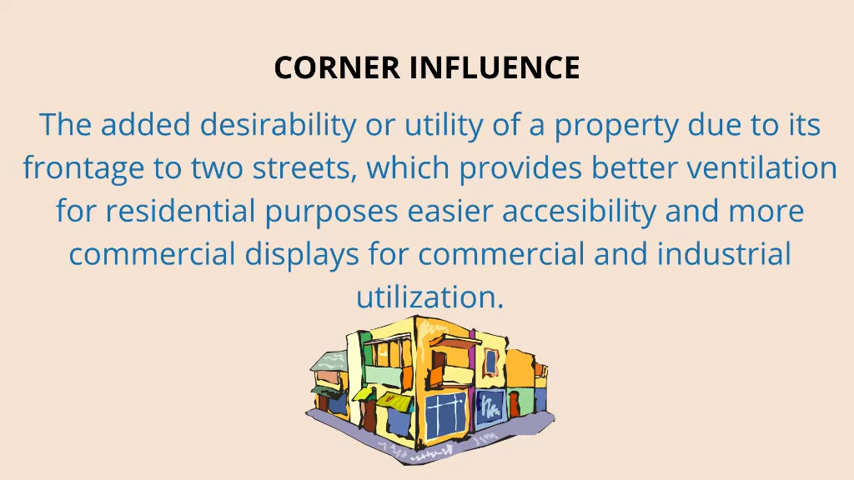 CORNER INFLUENCE
The added desirability or utility of a property due to its
frontage to two streets, which provides better ventilation
for residential purposes easier accesibility and more
commercial displays for commercial and industrial
utilization.